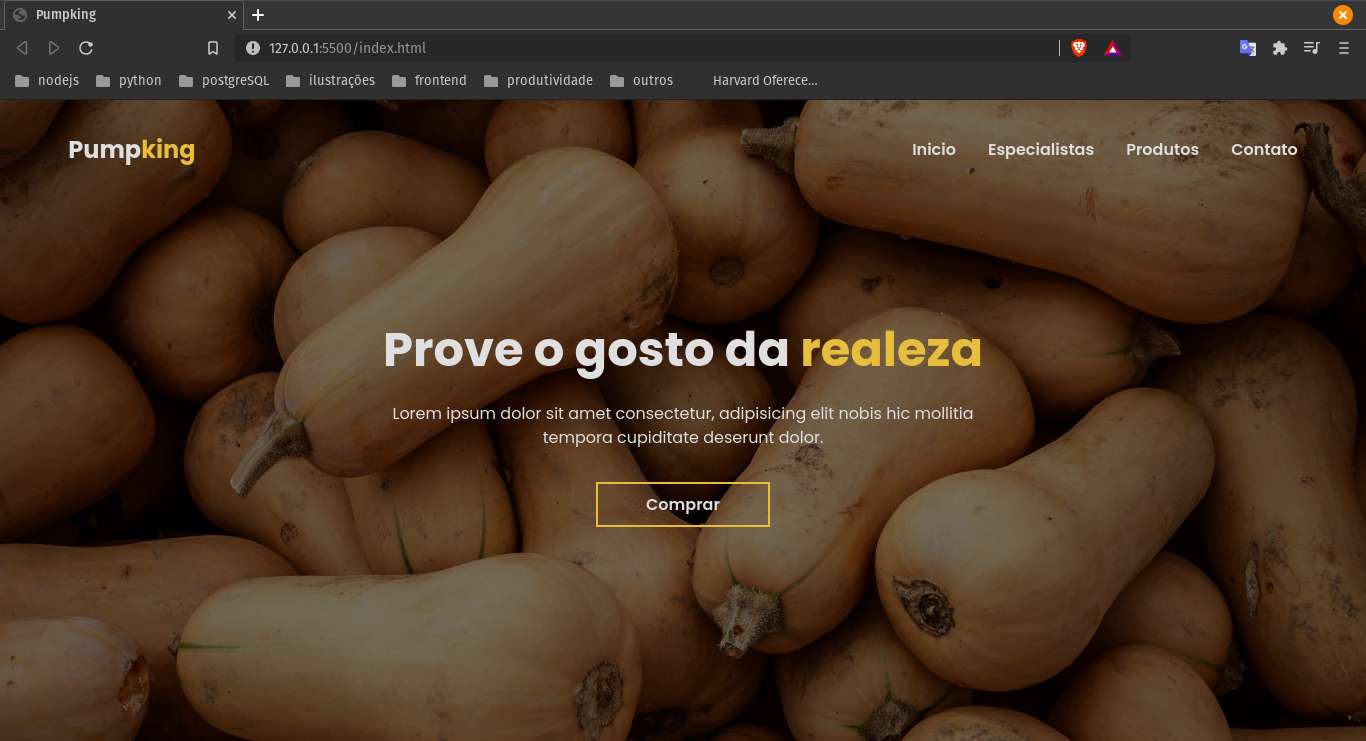 Pumpking
127.0.0.1:5500/index.html
nodejs python postgreSQL ilustrações frontend produtividade outros Harvard Oferece...
Pumpking Inicio Especialistas Produtos Contato
Prove o gosto da realeza
Lorem ipsum dolor sit amet consectetur, adipisicing elit nobis hic mollitia
tempora cupiditate deserunt dolor.
Comprar